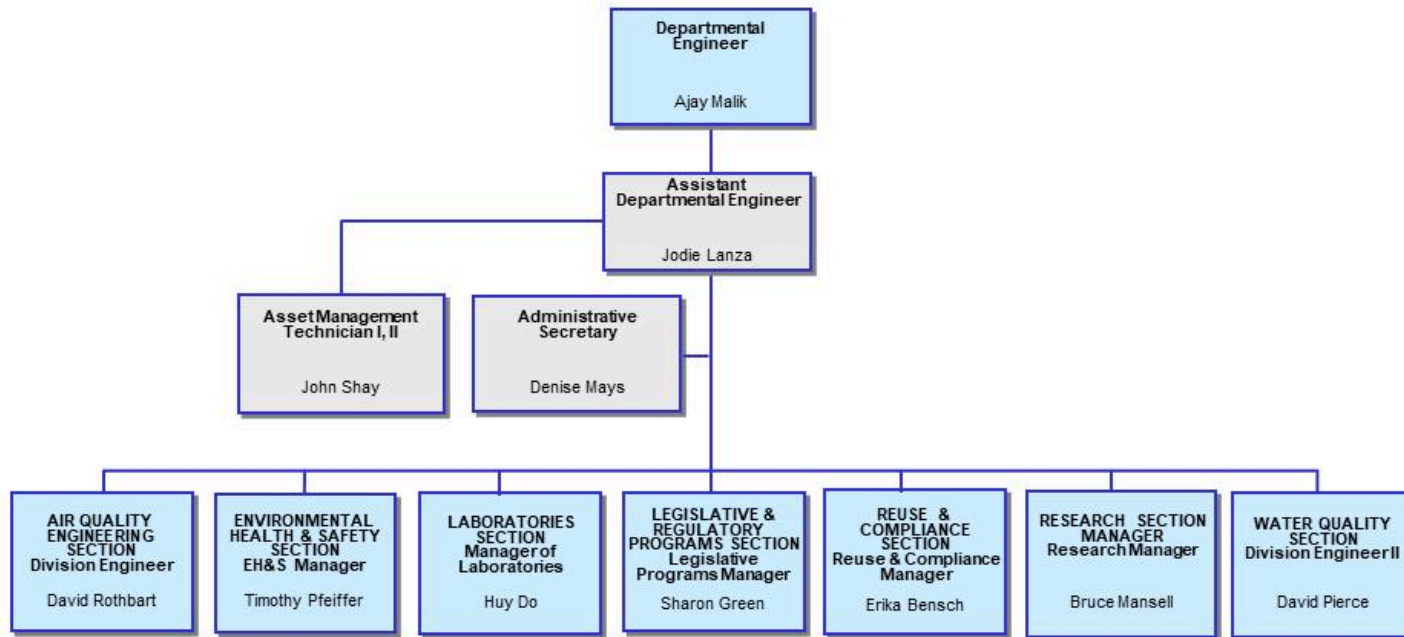 Departmental
Engineer
Ajay Malik
Assistant
Departmental Engineer
Jodie Lanza
Asset Management
Technician I, II
John Shay
Administrative
Secretary
Denise Mays
AIR QUALITY
ENGINEERING
SECTION
Division Engineer
David Rothbart
ENVIRONMENTAL
HEALTH & SAFETY
SECTION
EH&S Manager
Timothy Pfeiffer
LABORATORIES
SECTION
Manager of
Laboratories
Huy Do
LEGISLATIVE &
REGULATORY
PROGRAMS SECTION
Legislative
Programs Manager
Sharon Green
REUSE &
COMPLIANCE
SECTION
Reuse & Compliance
Manager
Erika Bensch
RESEARCH SECTION
MANAGER
Research Manager
Bruce Mansell
WATER QUALITY
SECTION
Division Engineer II
David Pierce